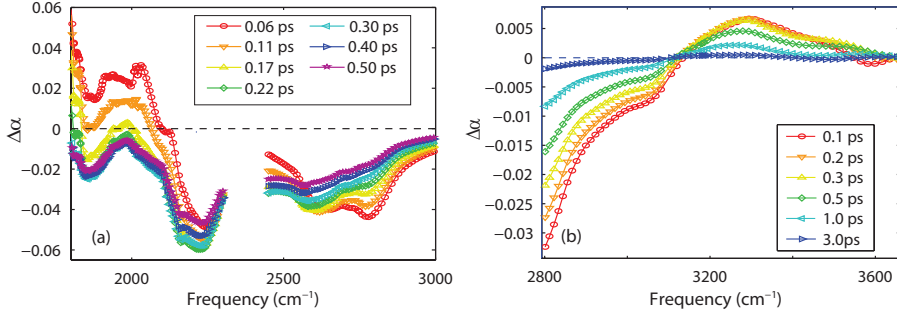 0.06
0.04
0.02
0
-0.02
-0.04
-0.06
Δα
0.06 ps
0.11 ps
0.17 ps
0.22 ps
0.30 ps
0.40 ps
0.50 ps
(a)
2000
2500
3000
Frequency (cm⁻¹)
0.005
0
-0.005
-0.01
-0.015
-0.02
-0.025
-0.03
Δα
0.1 ps
0.2 ps
0.3 ps
0.5 ps
1.0 ps
3.0ps
(b)
2800
3200
3600
Frequency (cm⁻¹)